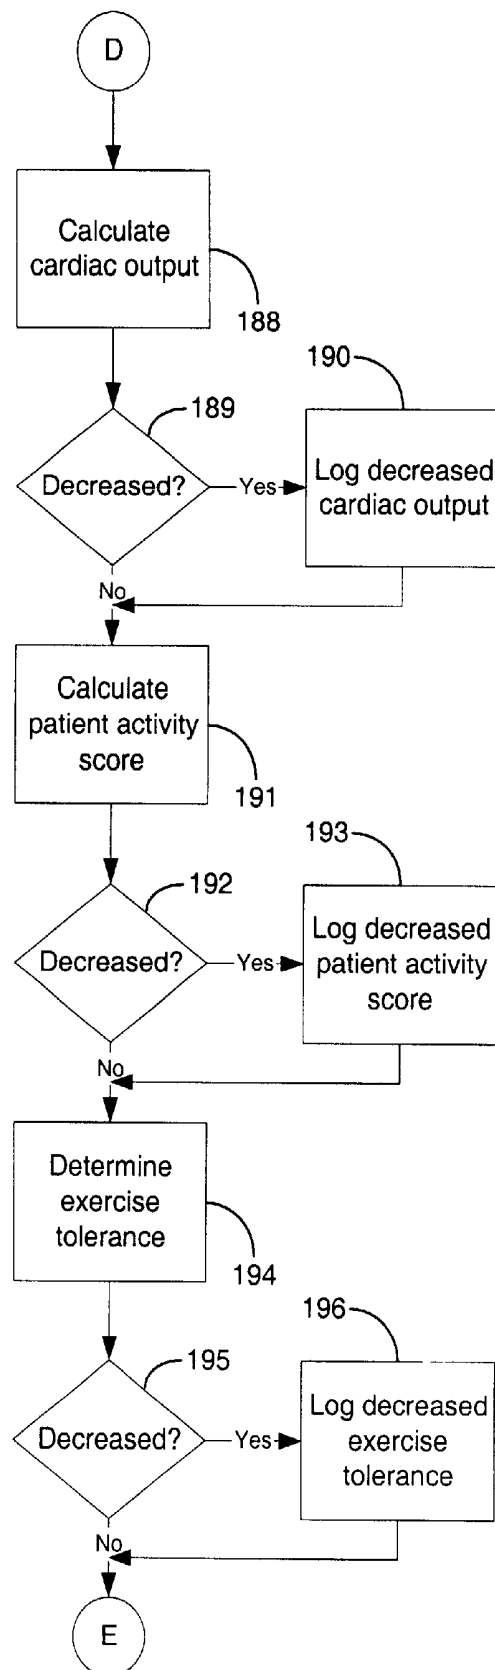 D
Calculate
cardiac output
188
190
189
Decreased?
Yes
Log decreased
cardiac output
No
Calculate
patient activity
score
191
193
192
Decreased?
Yes
Log decreased
patient activity
score
No
Determine
exercise
tolerance
194
196
195
Decreased?
Yes
Log decreased
exercise
tolerance
No
E